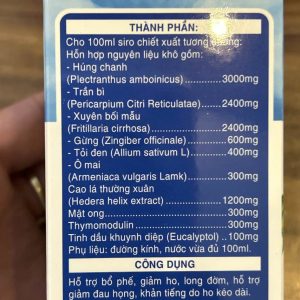 THÀNH PHẦN:
Cho 100ml siro chiết xuất tương đương:
Hỗn hợp nguyên liệu khô gồm:
- Húng chanh
(Plectranthus amboinicus)..............3000mg
- Trần bì
(Pericarpium Citri Reticulatae)........2400mg
- Xuyên bối mẫu
(Fritillaria cirrhosa).......................2400mg
- Gừng (Zingiber officinale)..............600mg
- Tỏi đen (Allium sativum L)..............400mg
- Ô mai
(Armeniaca vulgaris Lamk)............300mg
Cao lá thường xuân
(Hedera helix extract)....................1200mg
Mật ong.........................................300mg
Thymomodulin..............................300mg
Tinh dầu khuynh diệp (Eucalyptol)..100mg
Phụ liệu: đường kính, nước vừa đủ 100ml.
CÔNG DỤNG
Hỗ trợ bổ phế, giảm ho, long đờm, hỗ trợ
giảm đau họng, khản tiếng do ho kéo dài.